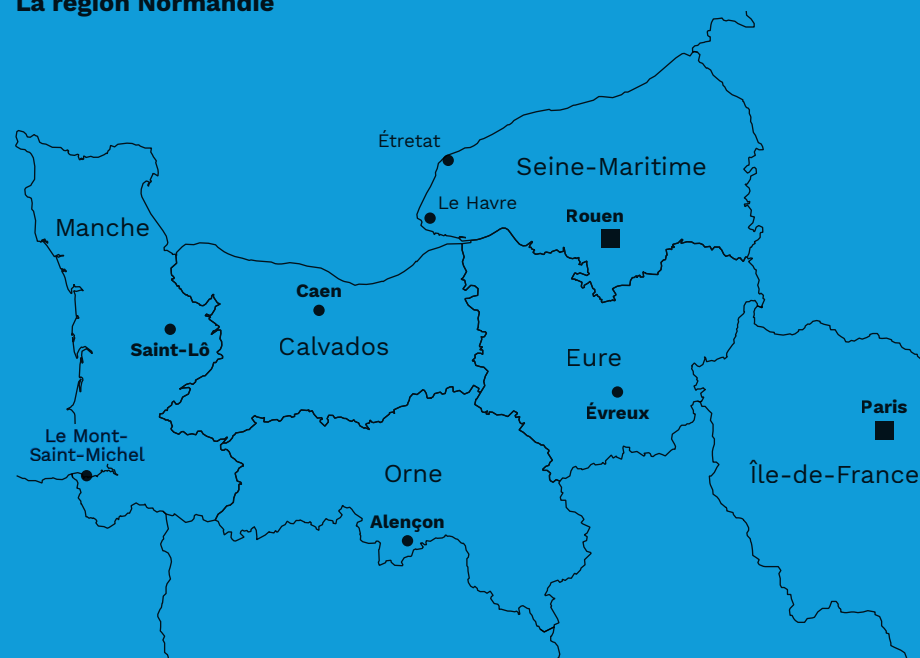 La région Normandie
Étretat
Seine-Maritime
Le Havre
Rouen
Manche
Caen
Saint-Lô
Calvados
Eure
Évreux
Paris
Le Mont-
Saint-Michel
Orne
Île-de-France
Alençon